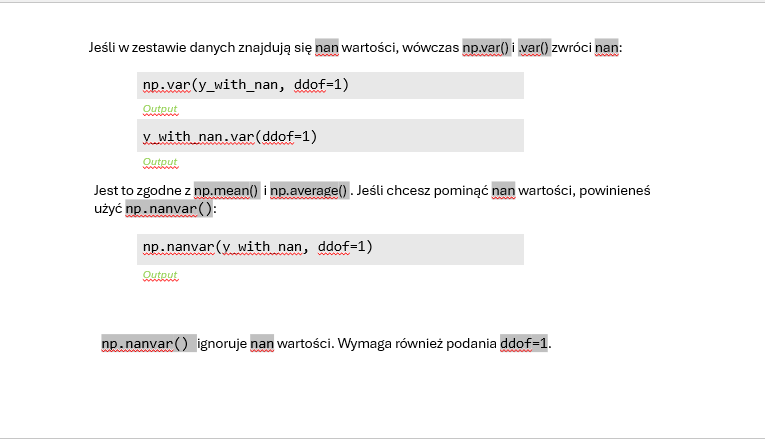 Jeśli w zestawie danych znajdują się nan wartości, wówczas np.var() i .var() zwróci nan:
np.var(y_with_nan, ddof=1)
Output
y_with_nan.var(ddof=1)
Output
Jest to zgodne z np.mean() i np.average(). Jeśli chcesz pominąć nan wartości, powinieneś
użyć np.nanvar():
np.nanvar(y_with_nan, ddof=1)
Output
np.nanvar() ignoruje nan wartości. Wymaga również podania ddof=1.